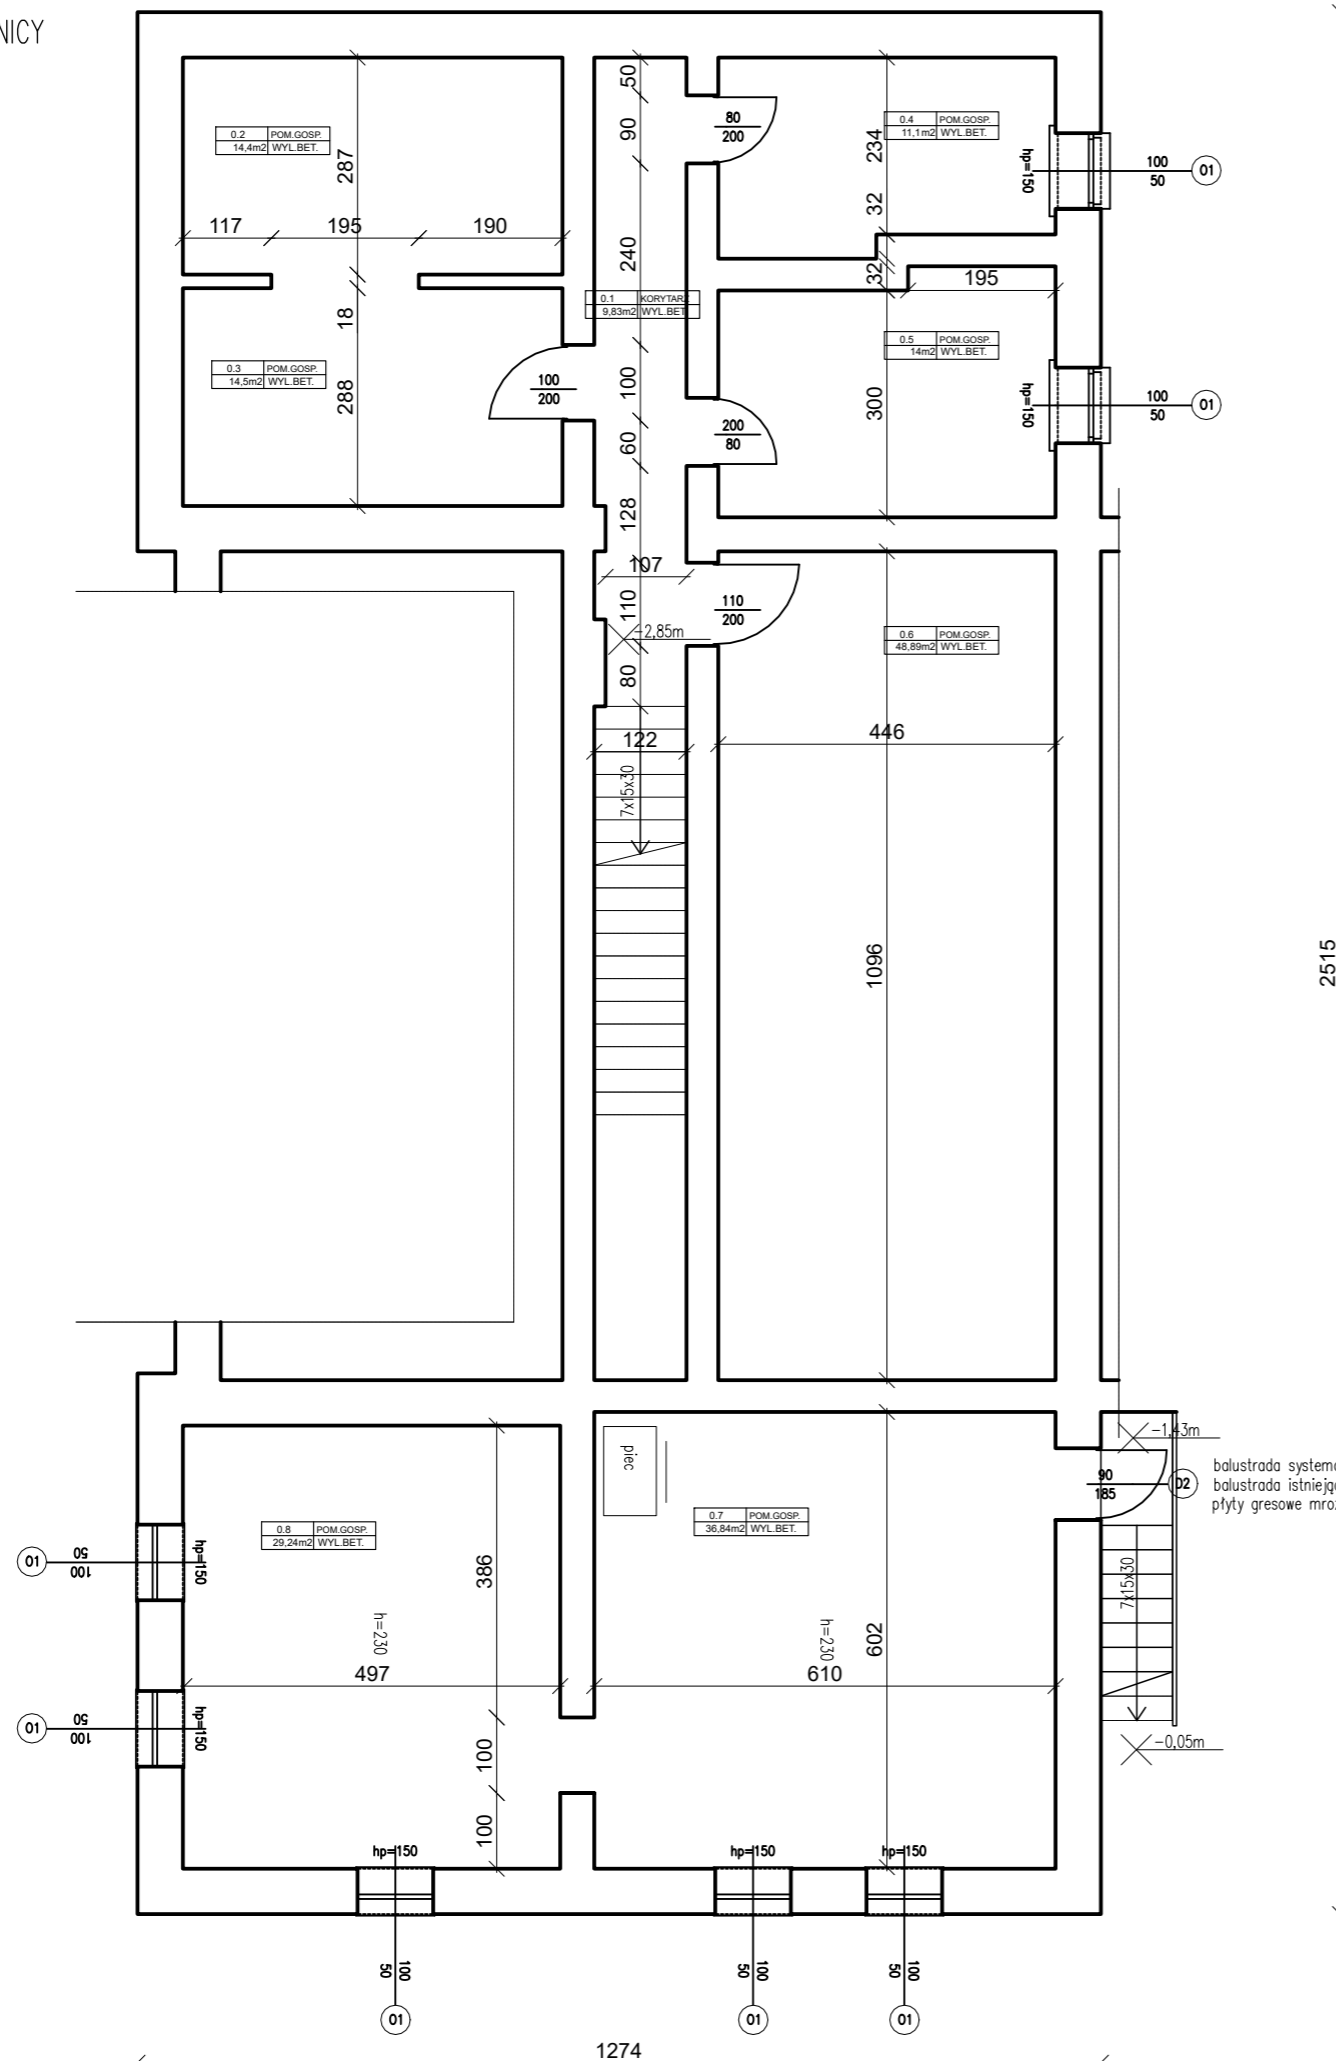 NICY
50
90
80
200
0.4 POM.GOSP.
11,1m2 WYL.BET.
0.2 POM.GOSP.
14,4m2 WYL.BET.
287
234
hp=150
100
50
01
117
195
190
32
240
32
195
0.1 KORYTARZ
9,83m2 WYL.BET.
18
0.5 POM.GOSP.
14m2 WYL.BET.
0.3 POM.GOSP.
14,5m2 WYL.BET.
288
100
200
100
300
hp=150
100
50
01
200
80
60
128
107
110
110
200
-2,85m
0.6 POM.GOSP.
48,89m2 WYL.BET.
80
122
446
7x15x30
1096
2515
-1,43m
piec
90
185
D2
balustrada systemo
balustrada istniejąc
płyty gresowe mroz
0.8 POM.GOSP.
29,24m2 WYL.BET.
0.7 POM.GOSP.
36,84m2 WYL.BET.
01
100
50
hp=150
386
7x15x30
h=230
h=230
602
497
610
01
100
50
hp=150
100
-0,05m
100
hp=150
hp=150
hp=150
100
50
100
50
100
50
01
01
01
1274